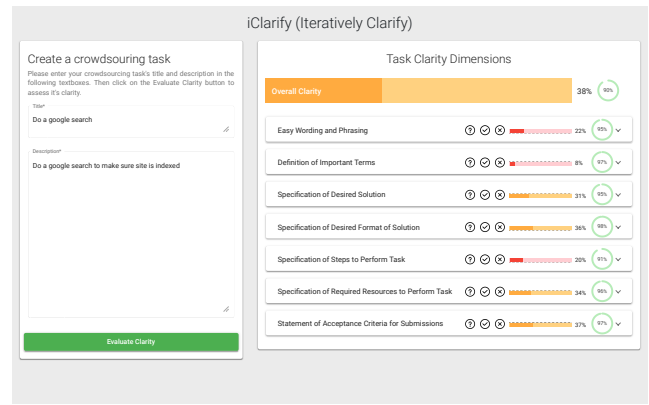 iClarify (Iteratively Clarify)
Create a crowdsouring task
Please enter your crowdsourcing task's title and description in the
following textboxes. Then click on the Evaluate Clarity button to
assess it's clarity.
Title*
Do a google search
Description*
Do a google search to make sure site is indexed
Evaluate Clarity
Task Clarity Dimensions
Overall Clarity 38% 90%
Easy Wording and Phrasing 22% 95%
Definition of Important Terms 8% 97%
Specification of Desired Solution 31% 95%
Specification of Desired Format of Solution 36% 98%
Specification of Steps to Perform Task 20% 91%
Specification of Required Resources to Perform Task 34% 96%
Statement of Acceptance Criteria for Submissions 37% 97%